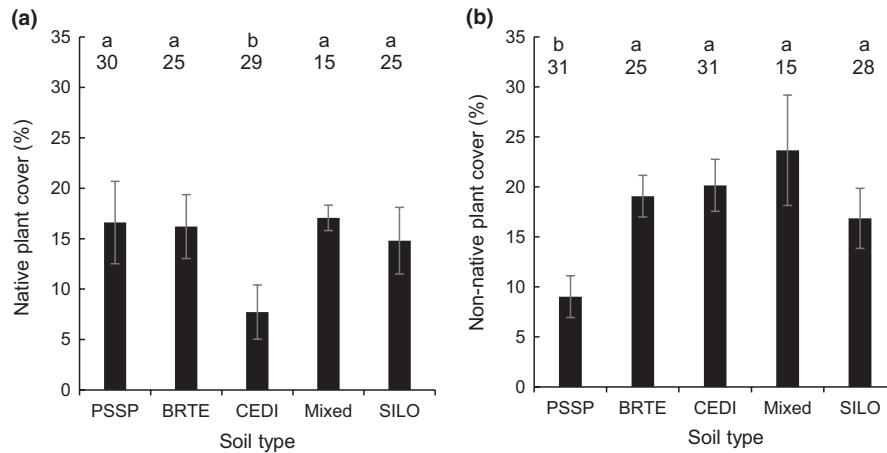 (a)
a a b a a
30 25 29 15 25
35
30
25
20
15
10
5
0
Native plant cover (%)
PSSP BRTE CEDI Mixed SILO
Soil type
(b)
b a a a a
31 25 31 15 28
35
30
25
20
15
10
5
0
Non-native plant cover (%)
PSSP BRTE CEDI Mixed SILO
Soil type